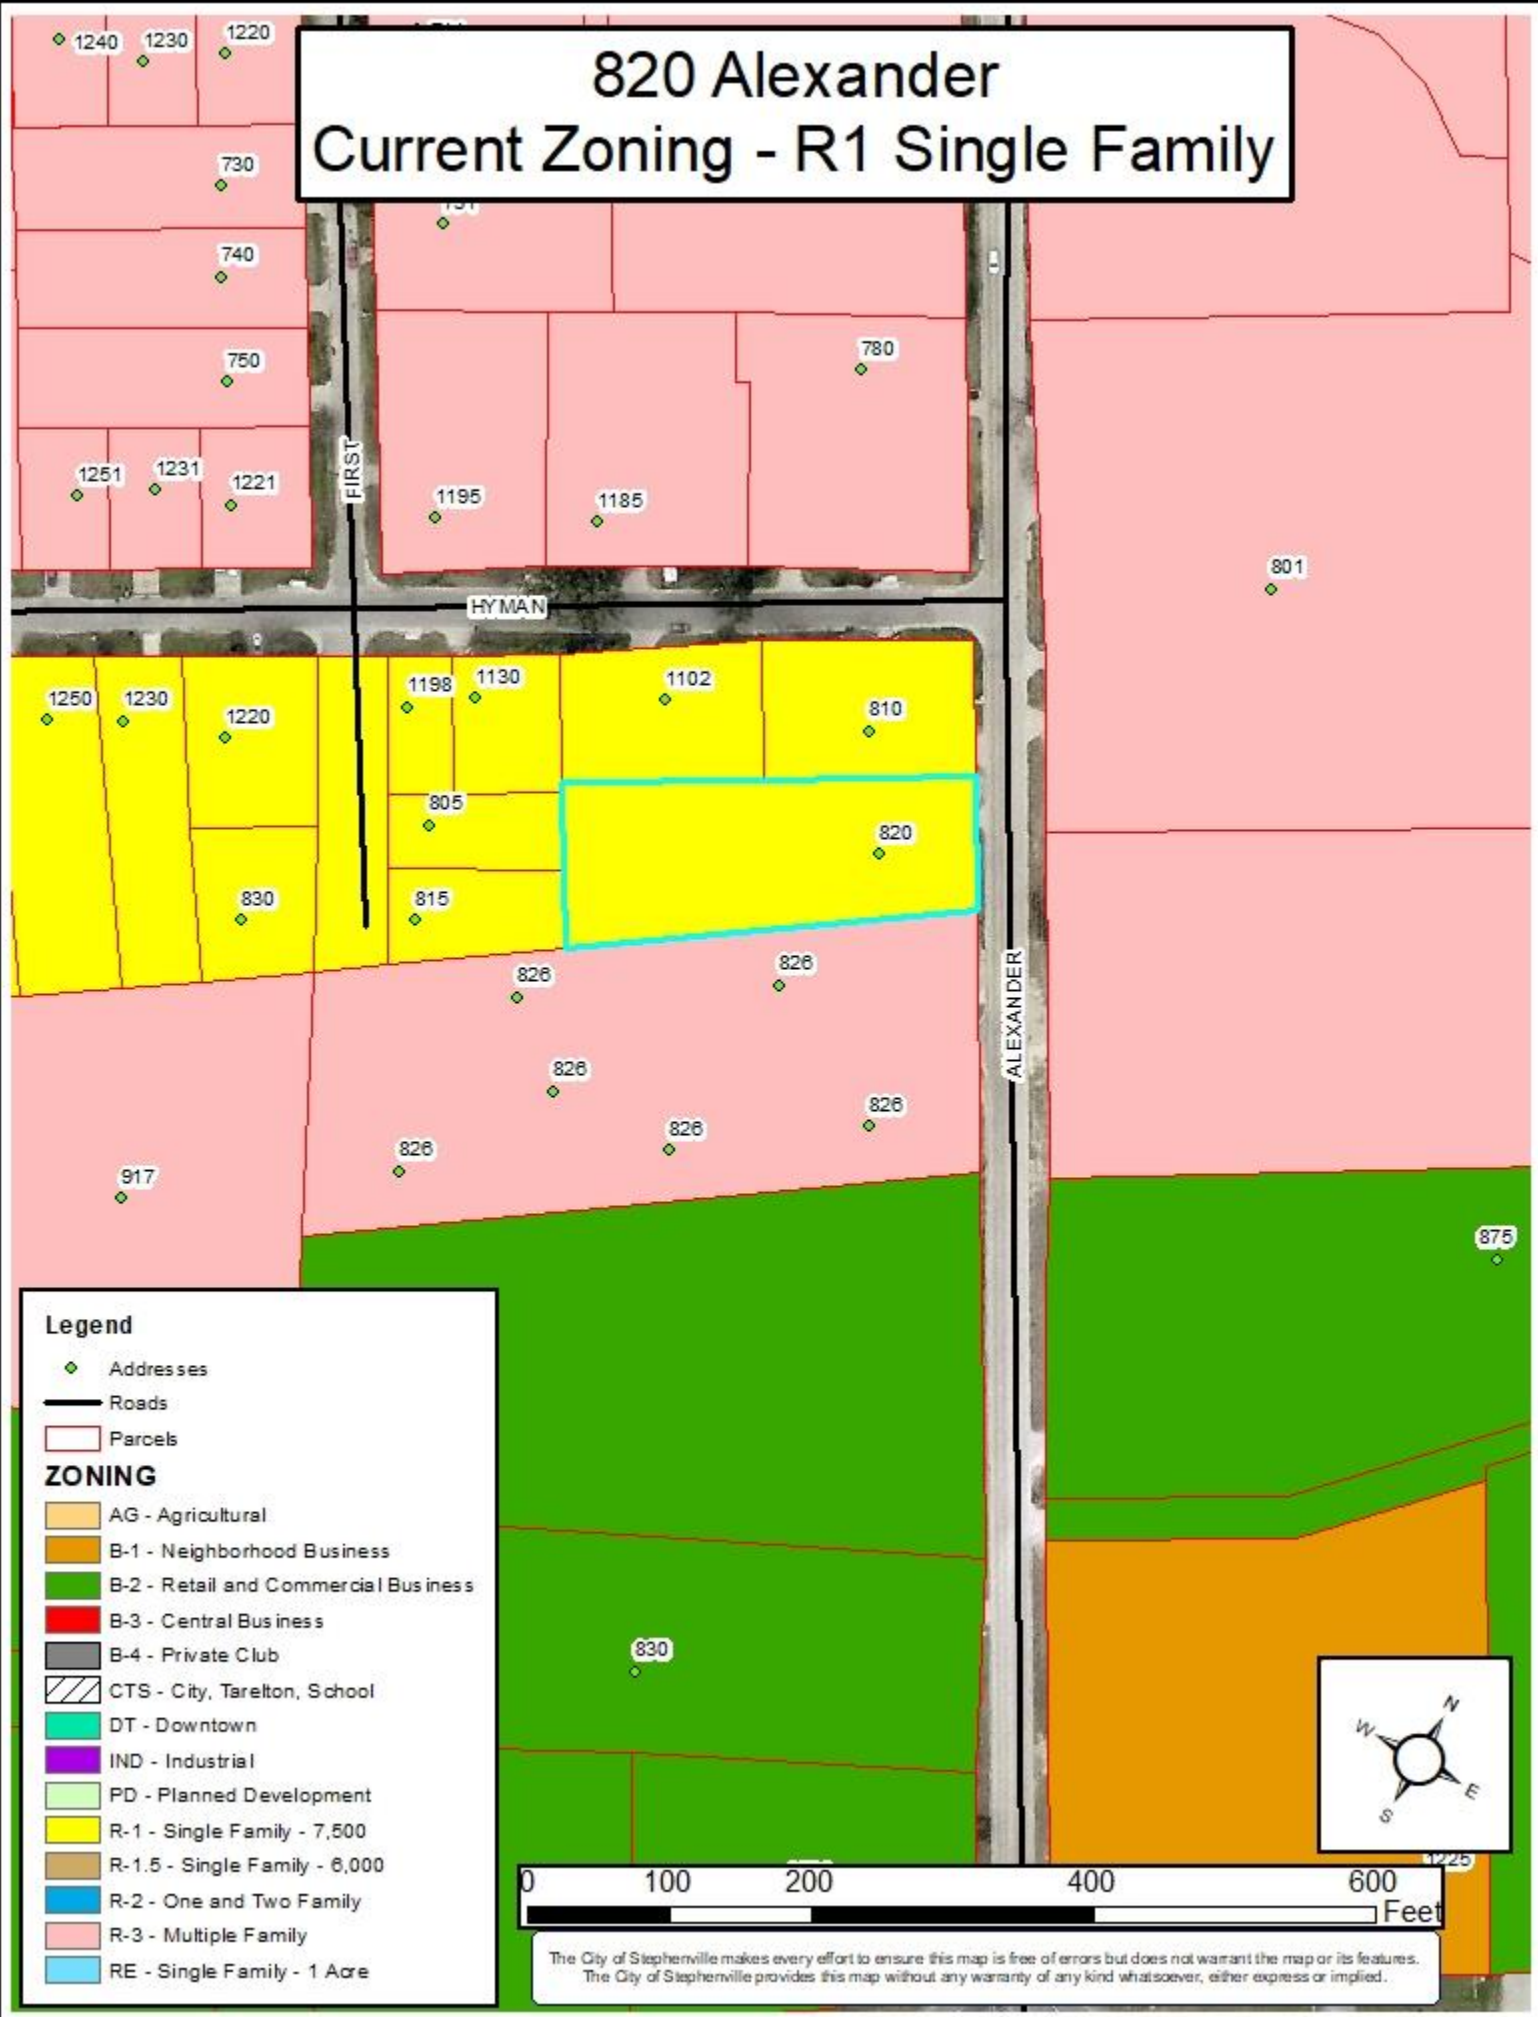 820 Alexander
Current Zoning - R1 Single Family
1240
1230
1220
730
740
750
780
1251
1231
1221
1195
1185
801
FIRST
HYMAN
1250
1230
1220
1198
1130
1102
810
805
820
830
815
826
826
826
826
826
826
917
ALEXANDER
875
830
1225
Legend
Addresses
Roads
Parcels
ZONING
AG - Agricultural
B-1 - Neighborhood Business
B-2 - Retail and Commercial Business
B-3 - Central Business
B-4 - Private Club
CTS - City, Tarelton, School
DT - Downtown
IND - Industrial
PD - Planned Development
R-1 - Single Family - 7,500
R-1.5 - Single Family - 6,000
R-2 - One and Two Family
R-3 - Multiple Family
RE - Single Family - 1 Acre
N
W
E
S
0 100 200 400 600
Feet
The City of Stephenville makes every effort to ensure this map is free of errors but does not warrant the map or its features.
The City of Stephenville provides this map without any warranty of any kind whatsoever, either express or implied.